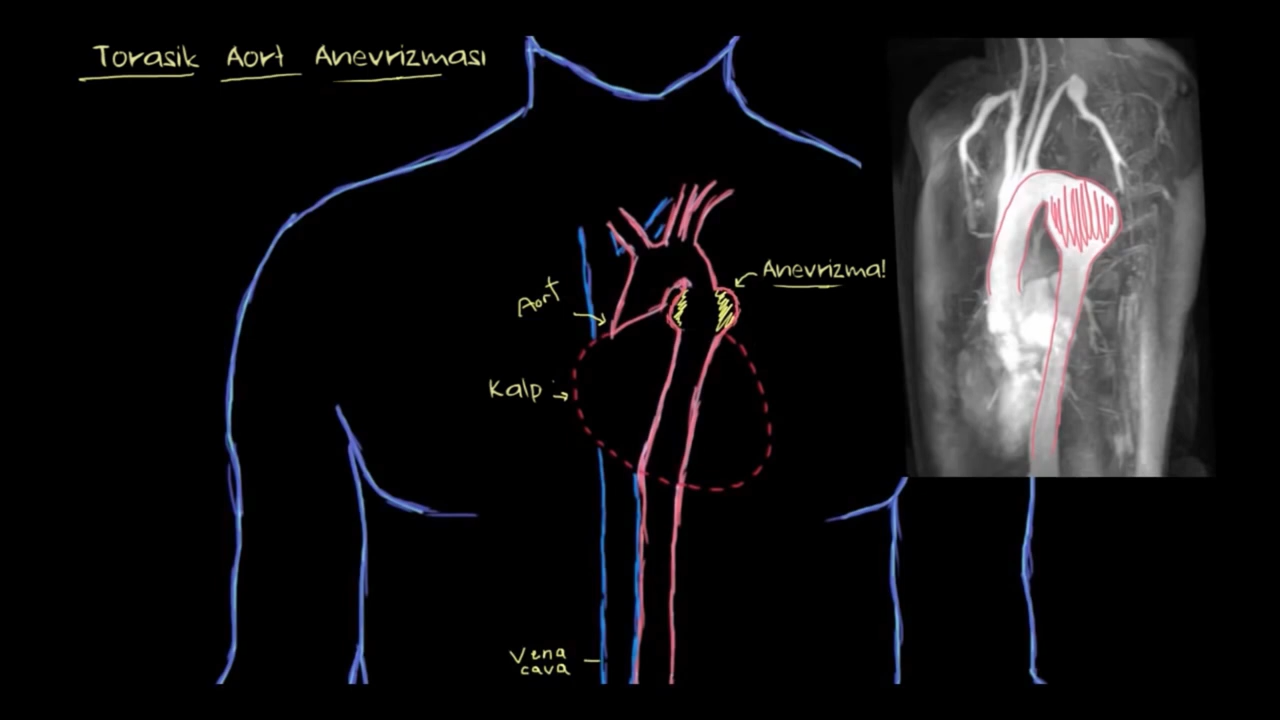 Torasik Aort Anevrizması
Anevrizma!
Aort
Kalp
Vena
cava